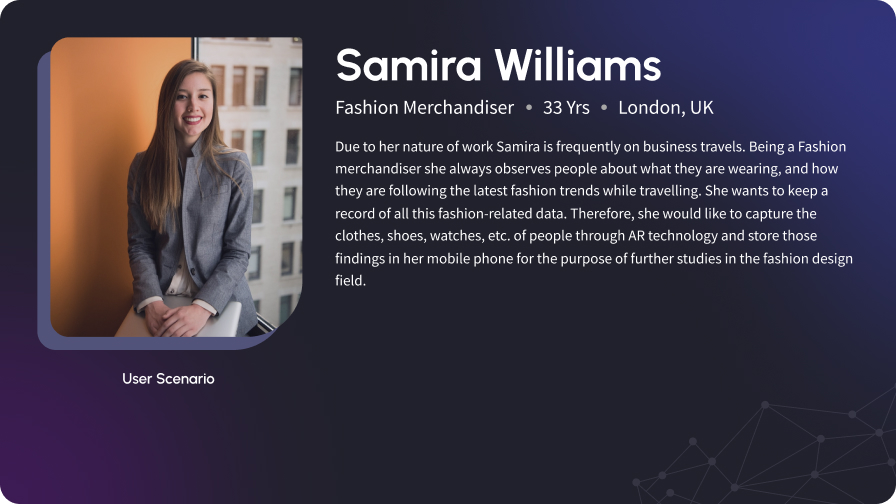 Samira Williams
Fashion Merchandiser • 33 Yrs • London, UK
Due to her nature of work Samira is frequently on business travels. Being a Fashion
merchandiser she always observes people about what they are wearing, and how
they are following the latest fashion trends while travelling. She wants to keep a
record of all this fashion-related data. Therefore, she would like to capture the
clothes, shoes, watches, etc. of people through AR technology and store those
findings in her mobile phone for the purpose of further studies in the fashion design
field.
User Scenario